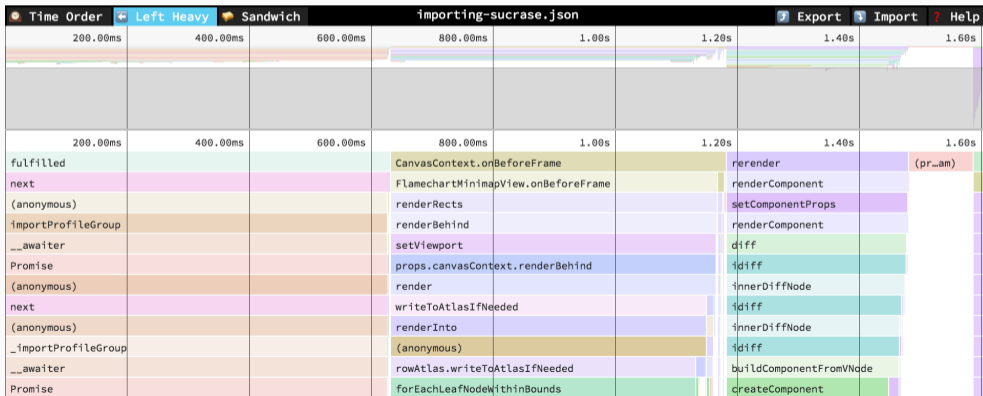 Time Order Left Heavy Sandwich importing-sucrase.json Export Import ? Help
200.00ms 400.00ms 600.00ms 800.00ms 1.00s 1.20s 1.40s 1.60s
200.00ms 400.00ms 600.00ms 800.00ms 1.00s 1.20s 1.40s 1.60s
fulfilled CanvasContext.onBeforeFrame rerender (pr…am)
next FlamechartMinimapView.onBeforeFrame renderComponent
(anonymous) renderRects setComponentProps
importProfileGroup renderBehind renderComponent
__awaiter setViewport diff
Promise props.canvasContext.renderBehind idiff
(anonymous) render innerDiffNode
next writeToAtlasIfNeeded idiff
(anonymous) renderInto innerDiffNode
_importProfileGroup (anonymous) idiff
__awaiter rowAtlas.writeToAtlasIfNeeded buildComponentFromVNode
Promise forEachLeafNodeWithinBounds createComponent